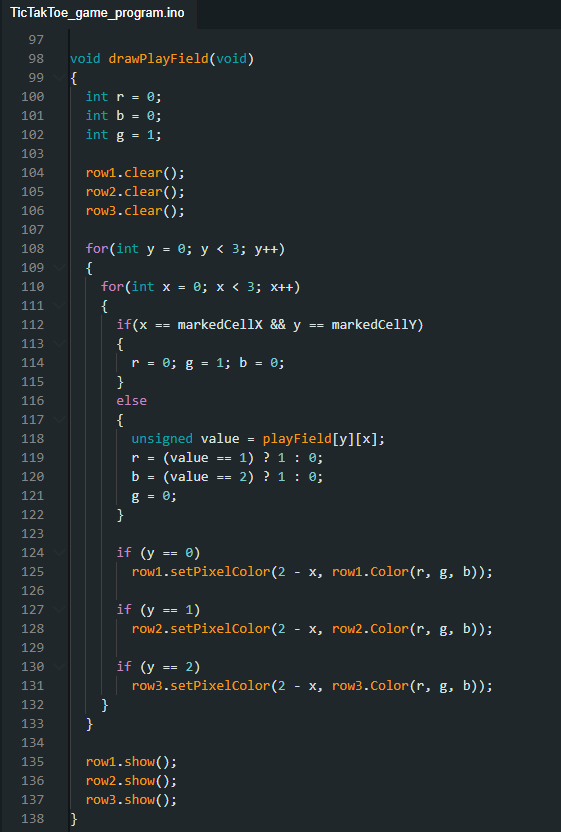 TicTakToe_game_program.ino
97
98 void drawPlayField(void)
99 {
100 int r = 0;
101 int b = 0;
102 int g = 1;
103
104 row1.clear();
105 row2.clear();
106 row3.clear();
107
108 for(int y = 0; y < 3; y++)
109 {
110 for(int x = 0; x < 3; x++)
111 {
112 if(x == markedCellX && y == markedCellY)
113 {
114 r = 0; g = 1; b = 0;
115 }
116 else
117 {
118 unsigned value = playField[y][x];
119 r = (value == 1) ? 1 : 0;
120 b = (value == 2) ? 1 : 0;
121 g = 0;
122 }
123
124 if (y == 0)
125 row1.setPixelColor(2 - x, row1.Color(r, g, b));
126
127 if (y == 1)
128 row2.setPixelColor(2 - x, row2.Color(r, g, b));
129
130 if (y == 2)
131 row3.setPixelColor(2 - x, row3.Color(r, g, b));
132 }
133 }
134
135 row1.show();
136 row2.show();
137 row3.show();
138 }